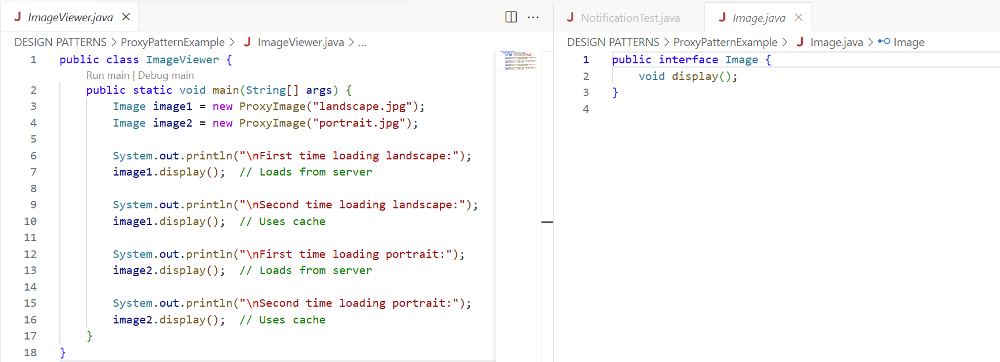 J ImageViewer.java
DESIGN PATTERNS > ProxyPatternExample > J ImageViewer.java > ...
1 public class ImageViewer {
Run main | Debug main
2 public static void main(String[] args) {
3 Image image1 = new ProxyImage("landscape.jpg");
4 Image image2 = new ProxyImage("portrait.jpg");
5
6 System.out.println("\nFirst time loading landscape:");
7 image1.display(); // Loads from server
8
9 System.out.println("\nSecond time loading landscape:");
10 image1.display(); // Uses cache
11
12 System.out.println("\nFirst time loading portrait:");
13 image2.display(); // Loads from server
14
15 System.out.println("\nSecond time loading portrait:");
16 image2.display(); // Uses cache
17 }
18 }
J NotificationTest.java J Image.java
DESIGN PATTERNS > ProxyPatternExample > J Image.java > Image
1 public interface Image {
2 void display();
3 }
4